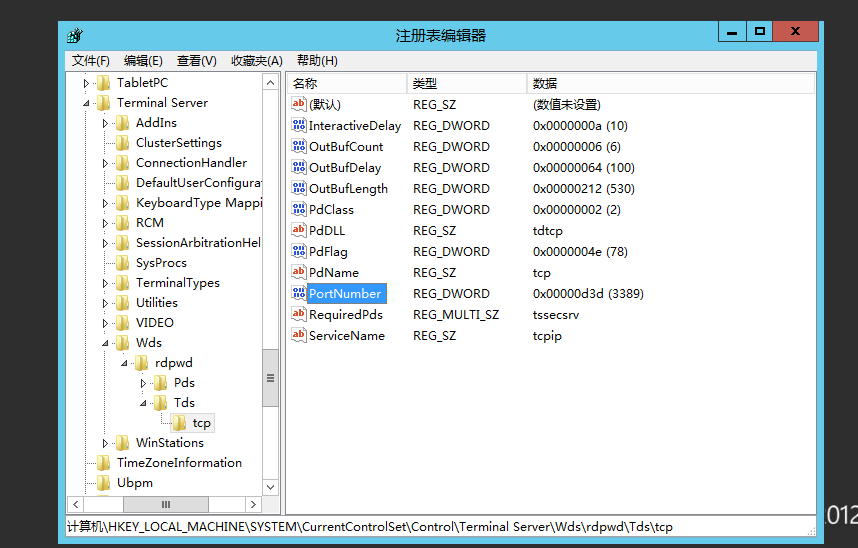 注册表编辑器
文件(F) 编辑(E) 查看(V) 收藏夹(A) 帮助(H)
TabletPC
Terminal Server
AddIns
ClusterSettings
ConnectionHandler
DefaultUserConfigura
KeyboardType Mappi
RCM
SessionArbitrationHel
SysProcs
TerminalTypes
Utilities
VIDEO
Wds
rdpwd
Pds
Tds
tcp
WinStations
TimeZoneInformation
Ubpm
名称 类型 数据
(默认) REG_SZ (数值未设置)
InteractiveDelay REG_DWORD 0x0000000a (10)
OutBufCount REG_DWORD 0x00000006 (6)
OutBufDelay REG_DWORD 0x00000064 (100)
OutBufLength REG_DWORD 0x00000212 (530)
PdClass REG_DWORD 0x00000002 (2)
PdDLL REG_SZ tdtcp
PdFlag REG_DWORD 0x0000004e (78)
PdName REG_SZ tcp
PortNumber REG_DWORD 0x00000d3d (3389)
RequiredPds REG_MULTI_SZ tssecsrv
ServiceName REG_SZ tcpip
计算机\HKEY_LOCAL_MACHINE\SYSTEM\CurrentControlSet\Control\Terminal Server\Wds\rdpwd\Tds\tcp
012